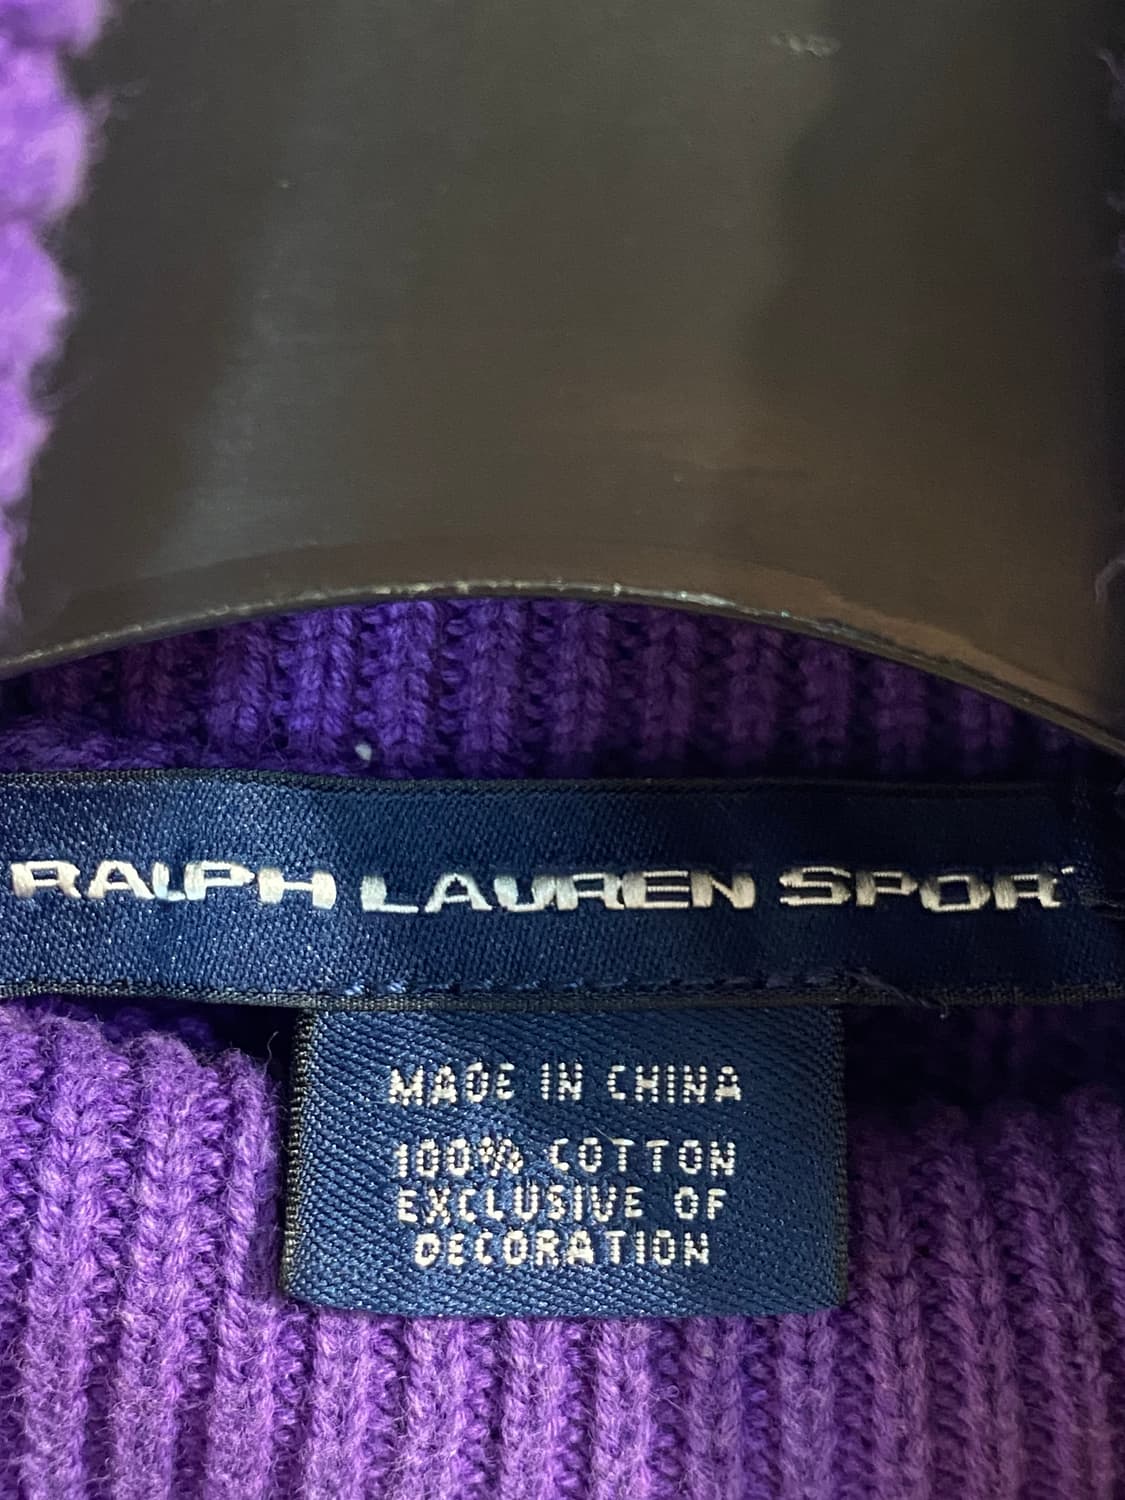 RALPH LAUREN SPOR
MADE IN CHINA
100% COTTON
EXCLUSIVE OF
DECORATION